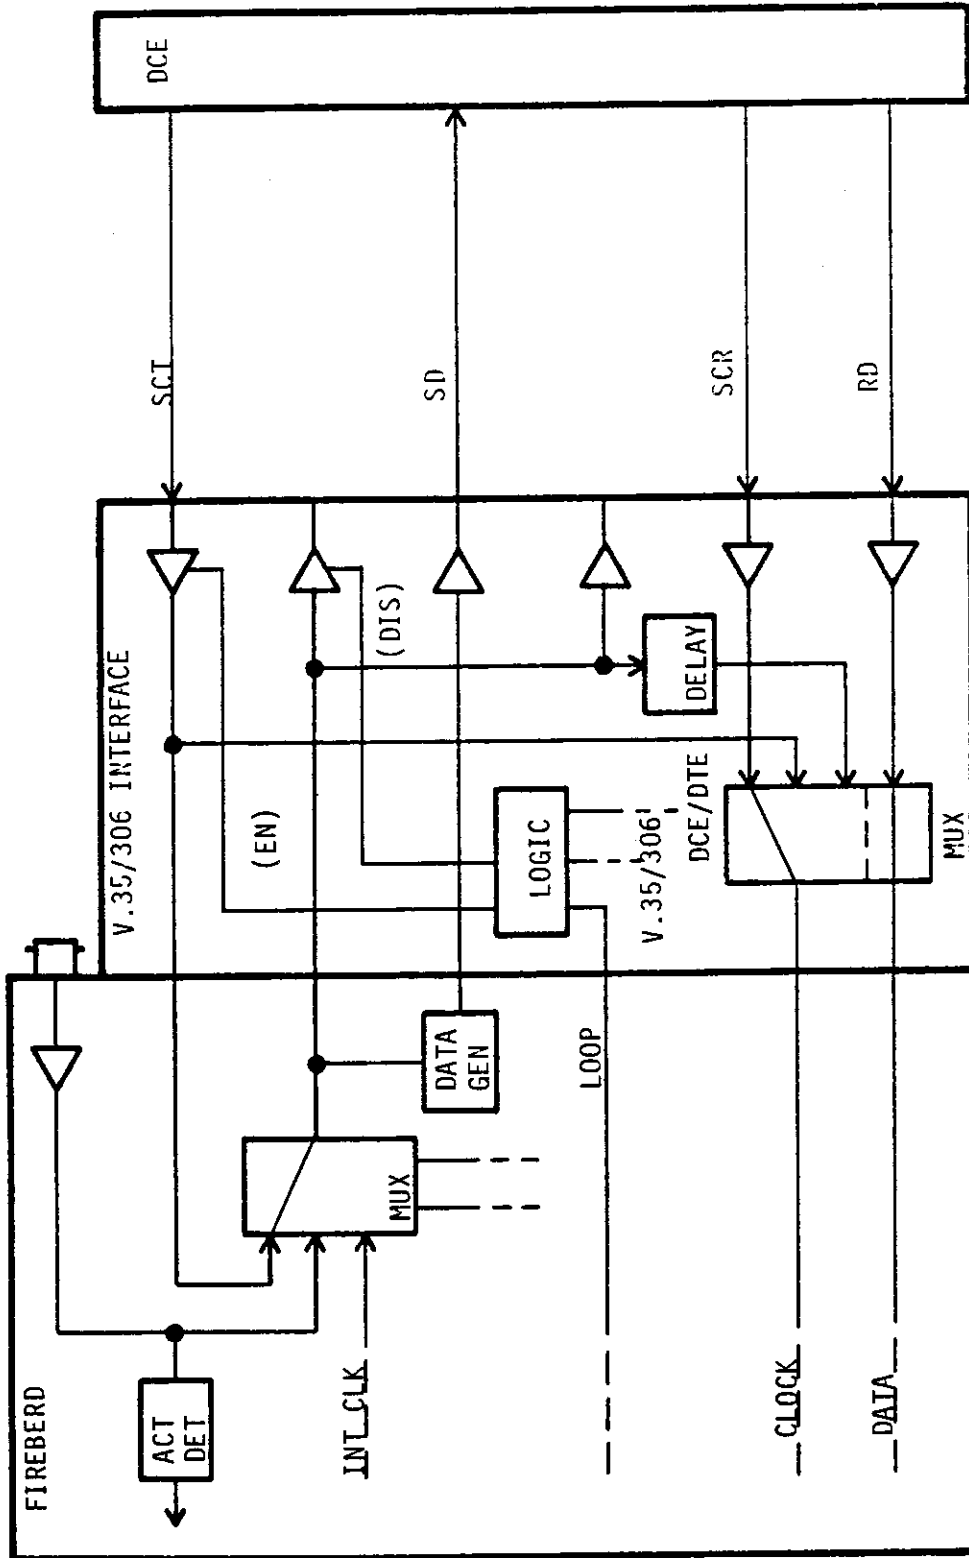 FIREBERD
ACT
DET
INT CLK
MUX
DATA
GEN
LOOP
CLOCK
DATA
V.35/306 INTERFACE
(EN)
(DIS)
LOGIC
V.35/306
DCE/DTE
DELAY
MUX
SCT
SD
SCR
RD
DCE